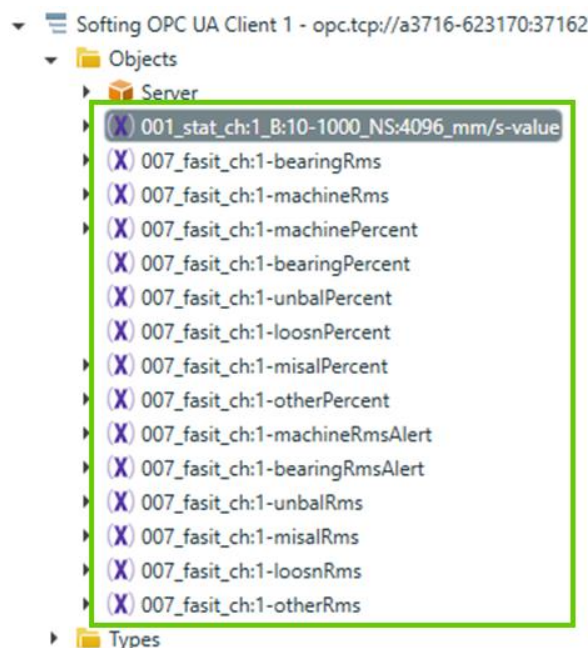 Softing OPC UA Client 1 - opc.tcp://a3716-623170:37162
Objects
Server
001_stat_ch:1_B:10-1000_NS:4096_mm/s-value
007_fasit_ch:1-bearingRms
007_fasit_ch:1-machineRms
007_fasit_ch:1-machinePercent
007_fasit_ch:1-bearingPercent
007_fasit_ch:1-unbalPercent
007_fasit_ch:1-loosnPercent
007_fasit_ch:1-misalPercent
007_fasit_ch:1-otherPercent
007_fasit_ch:1-machineRmsAlert
007_fasit_ch:1-bearingRmsAlert
007_fasit_ch:1-unbalRms
007_fasit_ch:1-misalRms
007_fasit_ch:1-loosnRms
007_fasit_ch:1-otherRms
Types